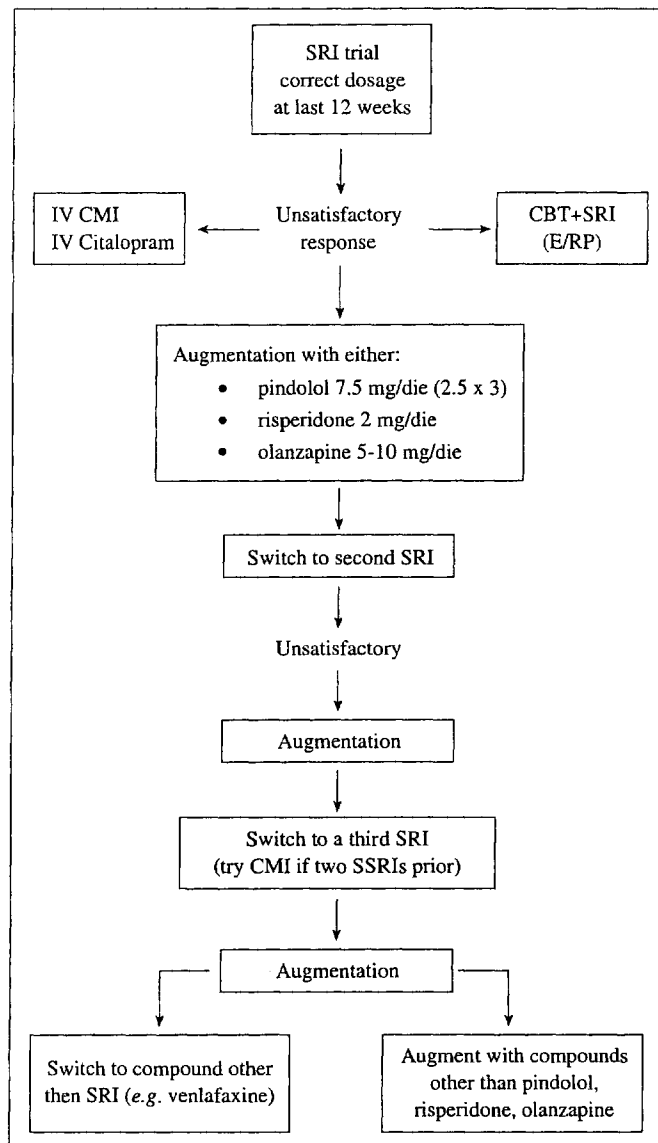 SRI trial
correct dosage
at last 12 weeks
IV CMI
IV Citalopram
Unsatisfactory
response
CBT+SRI
(E/RP)
Augmentation with either:
• pindolol 7.5 mg/die (2.5 x 3)
• risperidone 2 mg/die
• olanzapine 5-10 mg/die
Switch to second SRI
Unsatisfactory
Augmentation
Switch to a third SRI
(try CMI if two SSRIs prior)
Augmentation
Switch to compound other
then SRI (e.g. venlafaxine)
Augment with compounds
other than pindolol,
risperidone, olanzapine